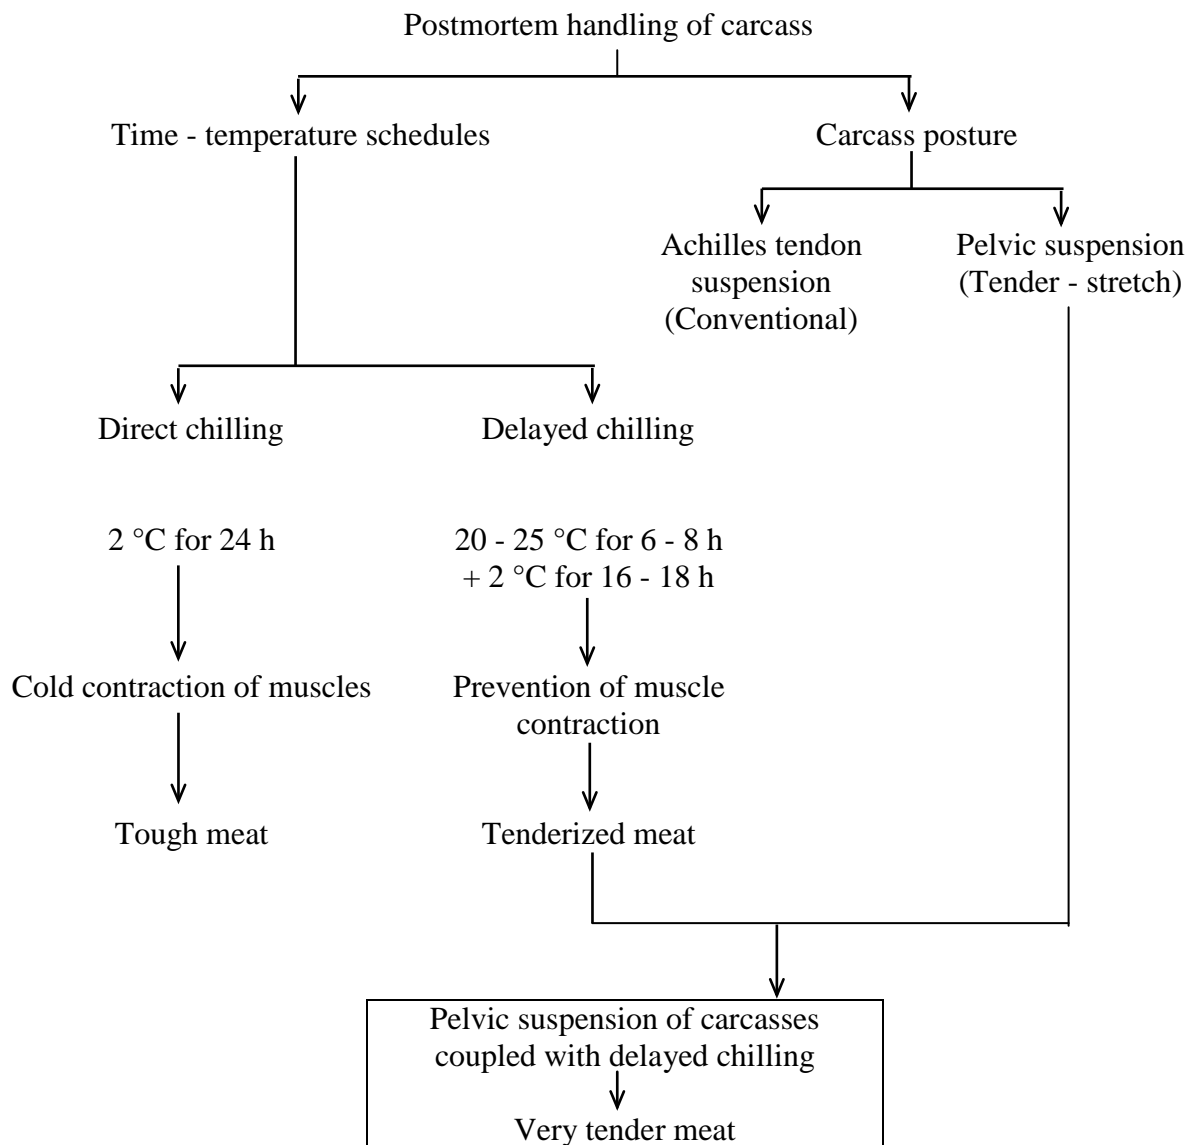 Postmortem handling of carcass
Time - temperature schedules
Carcass posture
Achilles tendon
suspension
(Conventional)
Pelvic suspension
(Tender - stretch)
Direct chilling
Delayed chilling
2 °C for 24 h
20 - 25 °C for 6 - 8 h
+ 2 °C for 16 - 18 h
Cold contraction of muscles
Prevention of muscle
contraction
Tough meat
Tenderized meat
Pelvic suspension of carcasses
coupled with delayed chilling
Very tender meat